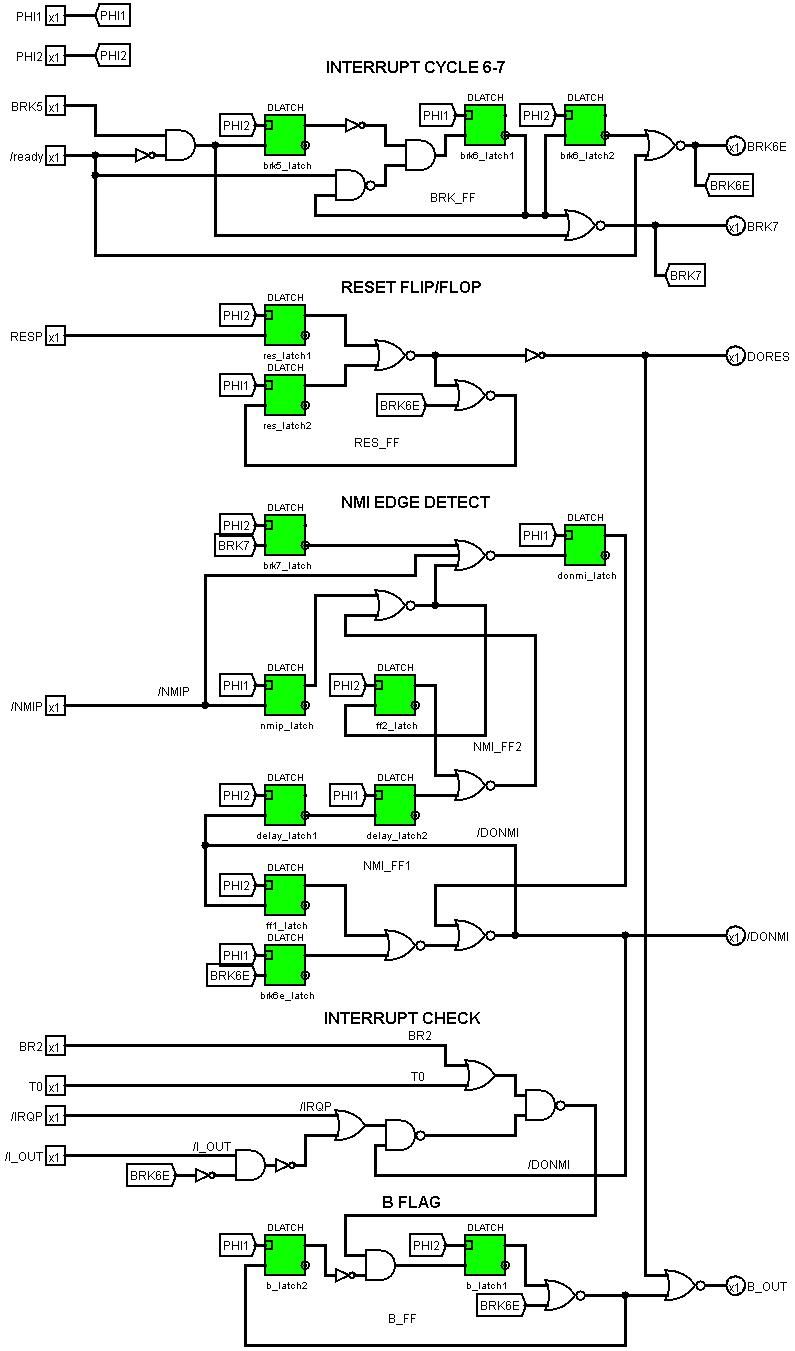 PHI1 x1 PHI1
PHI2 x1 PHI2
INTERRUPT CYCLE 6-7
BRK5 x1
DLATCH
PHI2
brk5_latch
DLATCH
PHI1
brk6_latch1
DLATCH
PHI2
brk6_latch2
/ready x1
x1 BRK6E
BRK6E
BRK_FF
x1 BRK7
BRK7
RESET FLIP/FLOP
RESP x1
DLATCH
PHI2
res_latch1
DLATCH
PHI1
res_latch2
BRK6E
x1 DORES
RES_FF
NMI EDGE DETECT
DLATCH
PHI2
BRK7
brk7_latch
DLATCH
PHI1
donmi_latch
/NMIP x1
/NMIP
DLATCH
PHI1
nmip_latch
DLATCH
PHI2
ff2_latch
NMI_FF2
DLATCH
PHI2
delay_latch1
DLATCH
PHI1
delay_latch2
/DONMI
NMI_FF1
DLATCH
PHI2
ff1_latch
DLATCH
PHI1
BRK6E
brk6e_latch
x1 /DONMI
INTERRUPT CHECK
BR2 x1
BR2
T0 x1
T0
/IRQP x1
/IRQP
/I_OUT x1
/I_OUT
BRK6E
/DONMI
B FLAG
DLATCH
PHI1
b_latch2
DLATCH
PHI2
b_latch1
BRK6E
x1 B_OUT
B_FF